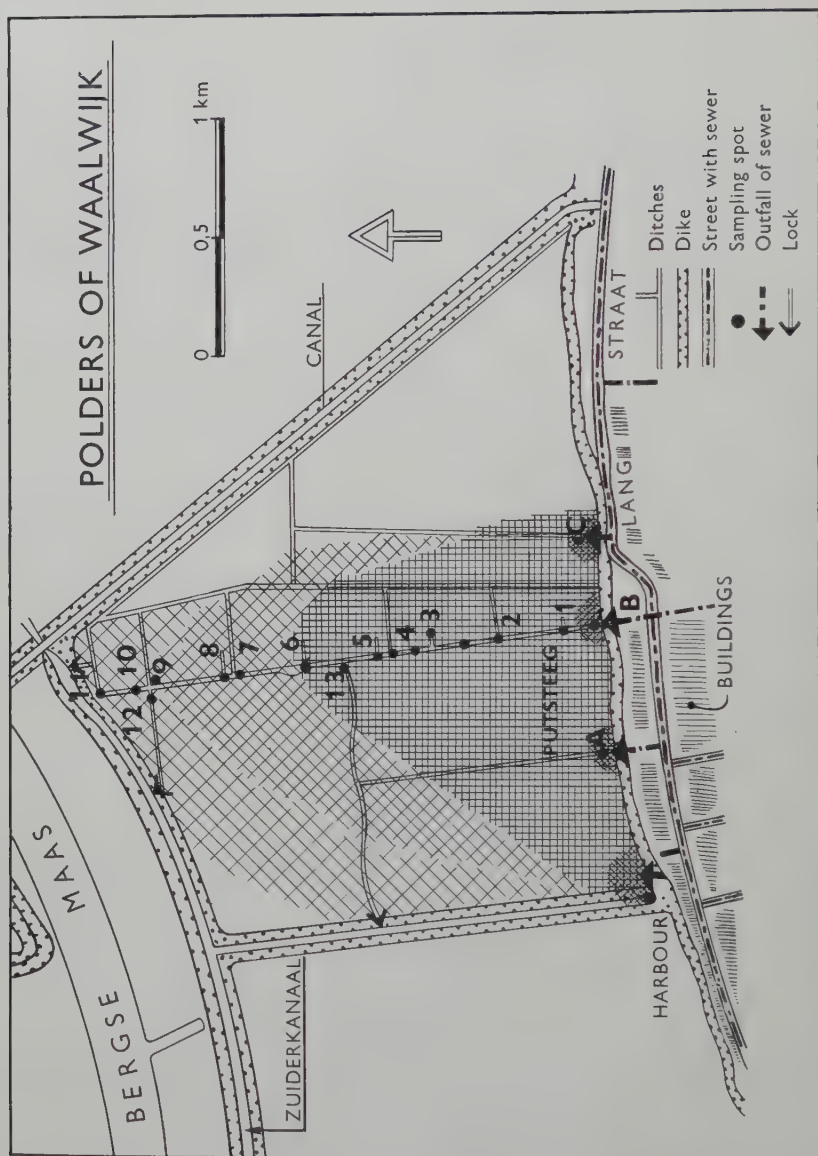 POLDERS OF WAALWIJK
0
0,5
1 km
MAAS
BERGSE
CANAL
ZUIDERKANAAL
HARBOUR
PUTSTEEG
LANG STRAAT
BUILDINGS
A
B
C
1
2
3
4
5
6
7
8
9
10
11
12
13
Ditches
Dike
Street with sewer
Sampling spot
Outfall of sewer
Lock